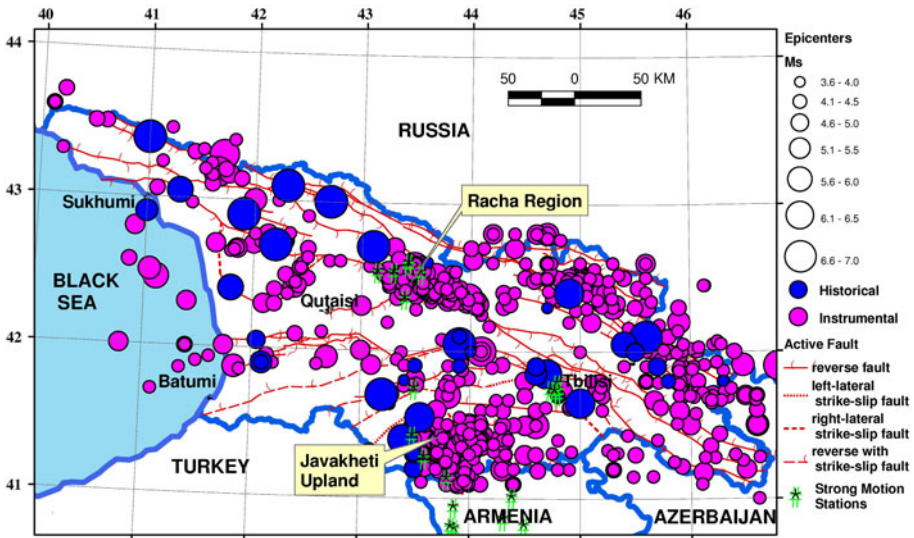 40 41 42 43 44 45 46
44
43
42
41
50 0 50 KM
RUSSIA
Racha Region
Sukhumi
BLACK
SEA
Qutaisi
Batumi
Tbilisi
Javakheti
Upland
TURKEY
ARMENIA
AZERBAIJAN
Epicenters
Ms
3.6 - 4.0
4.1 - 4.5
4.6 - 5.0
5.1 - 5.5
5.6 - 6.0
6.1 - 6.5
6.6 - 7.0
Historical
Instrumental
Active Fault
reverse fault
left-lateral
strike-slip fault
right-lateral
strike-slip fault
reverse with
strike-slip fault
Strong Motion
Stations